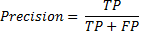 Precision = TP / (TP + FP)